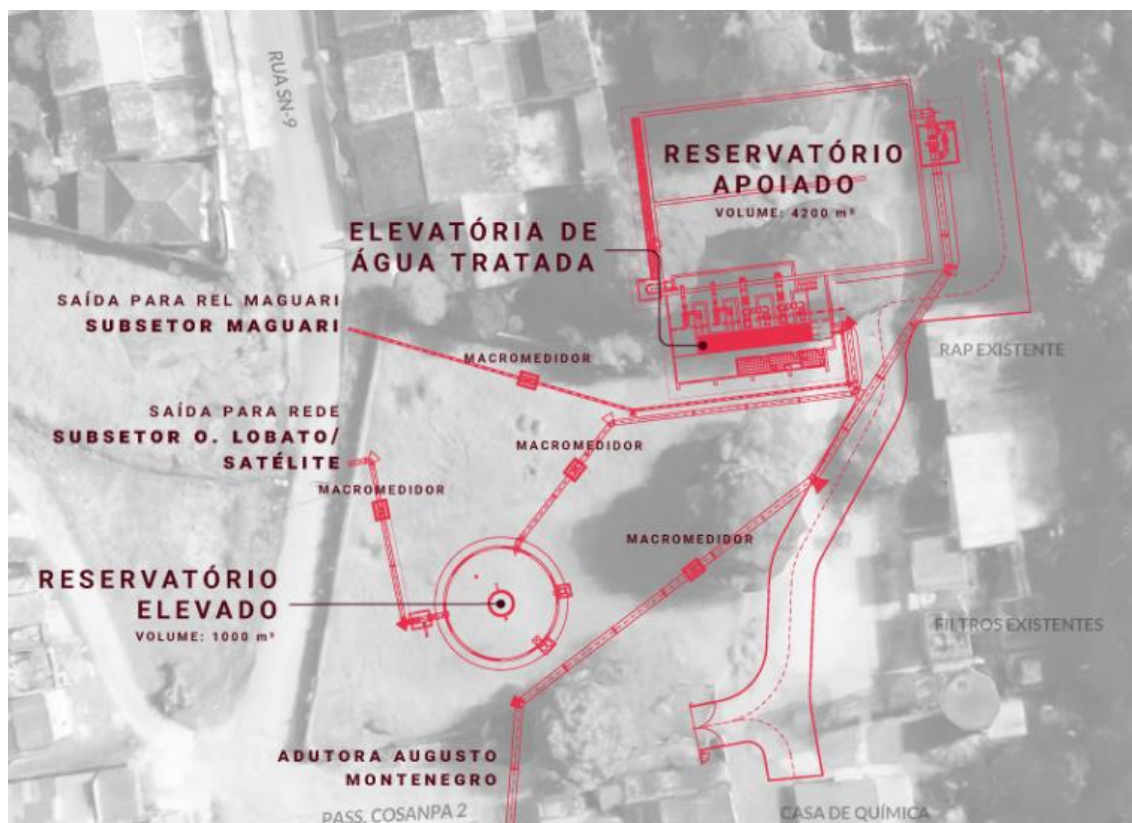 RUA SN-9
RESERVATÓRIO
APOIADO
VOLUME: 4200 m³
ELEVATÓRIA DE
ÁGUA TRATADA
SAÍDA PARA REL MAGUARI
SUBSETOR MAGUARI
MACROMEDIDOR
RAP EXISTENTE
SAÍDA PARA REDE
SUBSETOR O. LOBATO/
SATÉLITE
MACROMEDIDOR
MACROMEDIDOR
MACROMEDIDOR
RESERVATÓRIO
ELEVADO
VOLUME: 1000 m³
FILTROS EXISTENTES
ADUTORA AUGUSTO
MONTENEGRO
PASS. COSANPA 2
CASA DE QUÍMICA